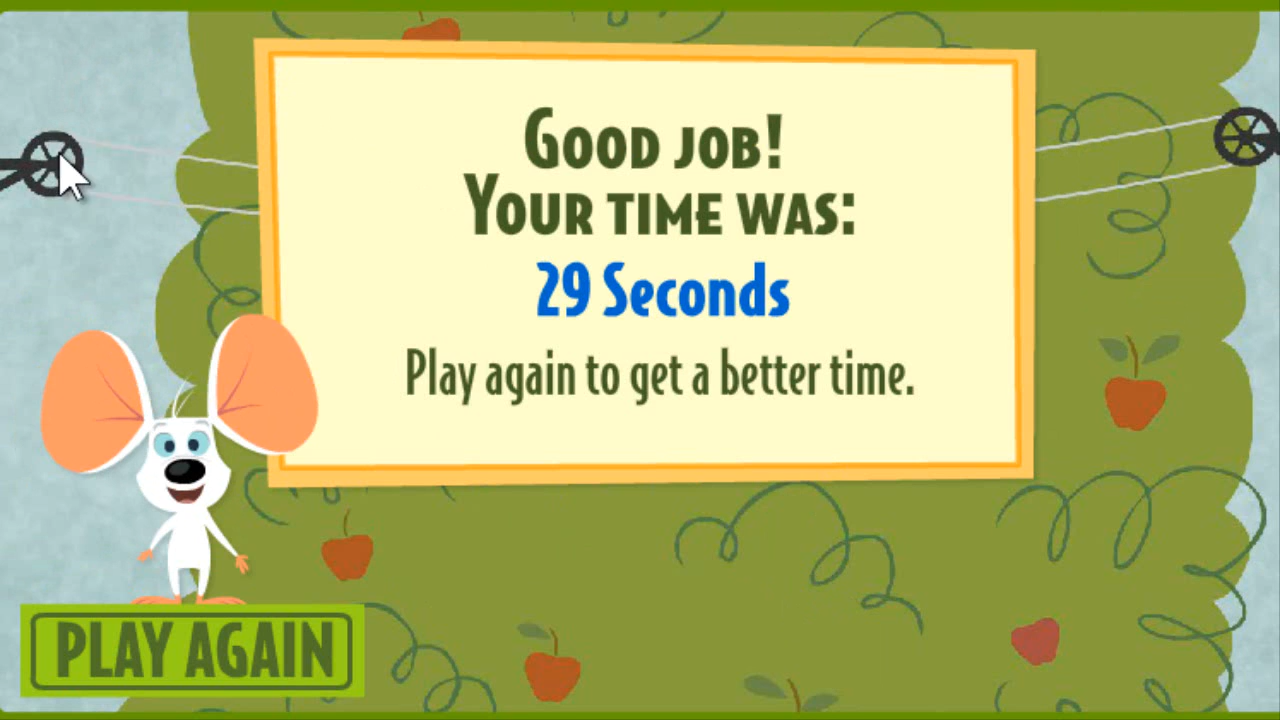 Good job!
Your time was:
29 Seconds
Play again to get a better time.
PLAY AGAIN